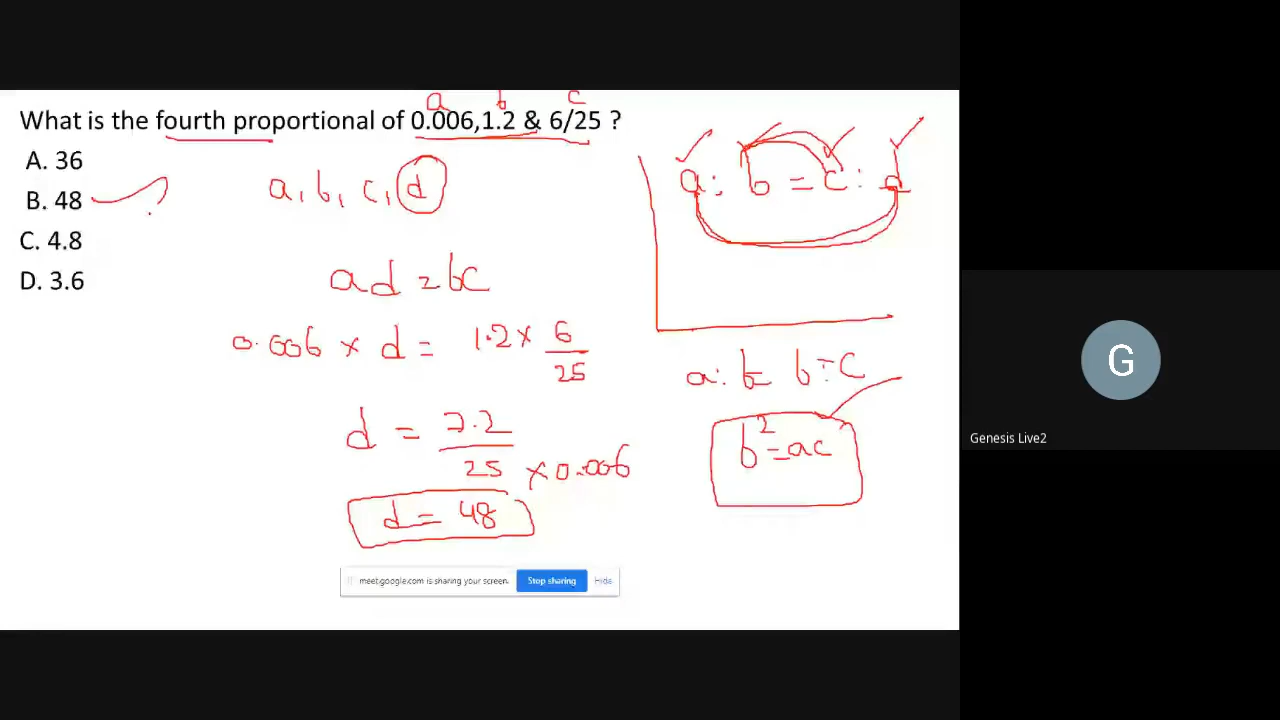 a b c
What is the fourth proportional of 0.006,1.2 & 6/25 ?
A. 36
B. 48
C. 4.8
D. 3.6
a, b, c, d
a : b = c : d
ad = bc
0.006 × d = 1.2 × 6/25
d = 7.2/25 × 0.006
d = 48
a : b = b : c
b² = ac
meet.google.com is sharing your screen.
Stop sharing
Hide
G
Genesis Live2